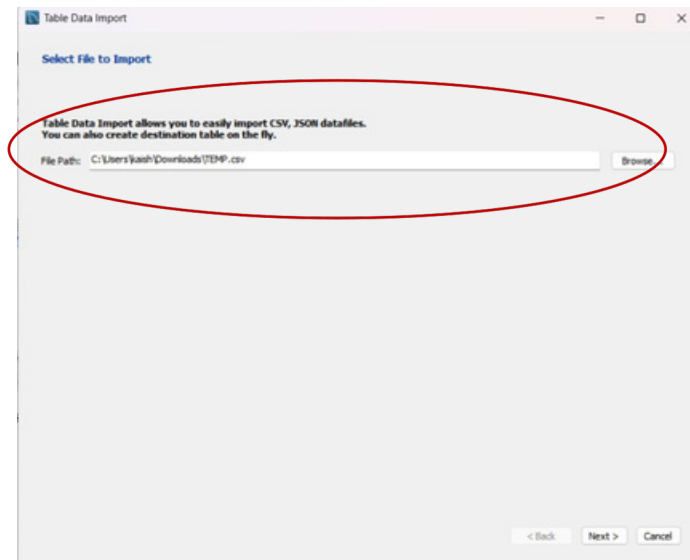 Table Data Import
Select File to Import
Table Data Import allows you to easily import CSV, JSON datafiles.
You can also create destination table on the fly.
File Path: C:\Users\kaish\Downloads\TEMP.csv Browse...
< Back Next > Cancel